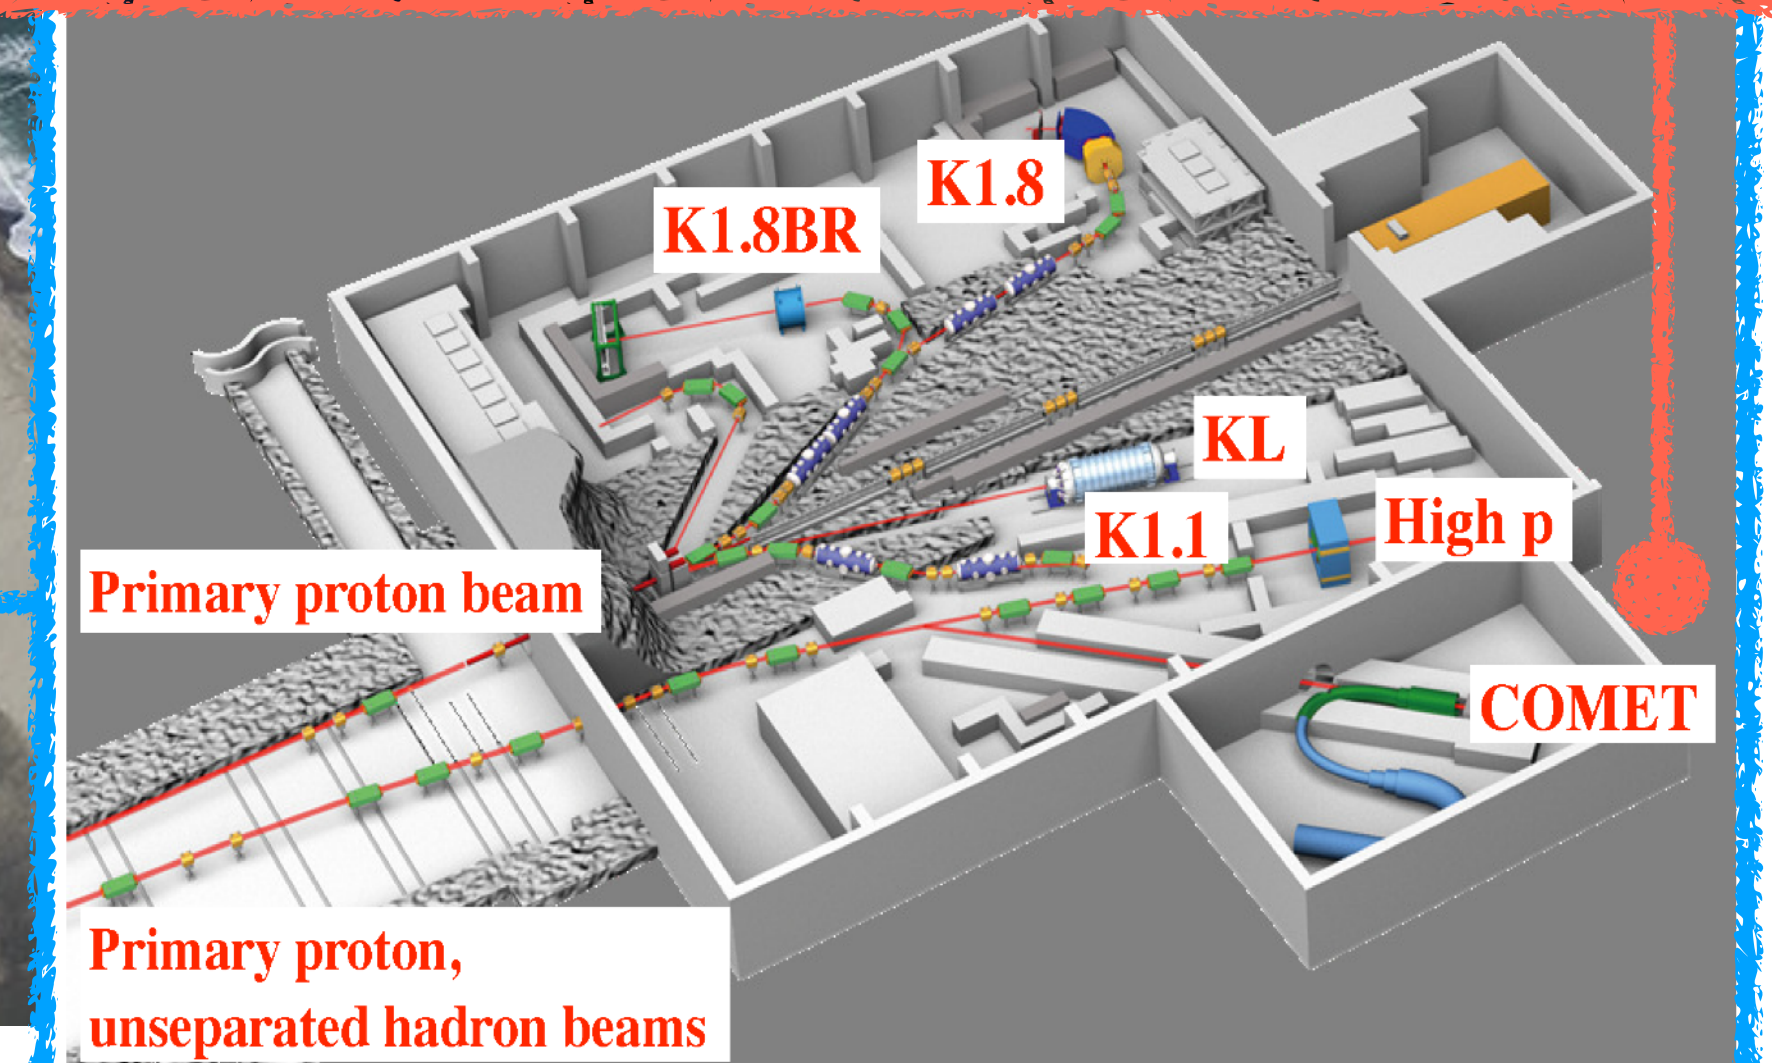 K1.8
K1.8BR
KL
K1.1
High p
Primary proton beam
COMET
Primary proton,
unseparated hadron beams